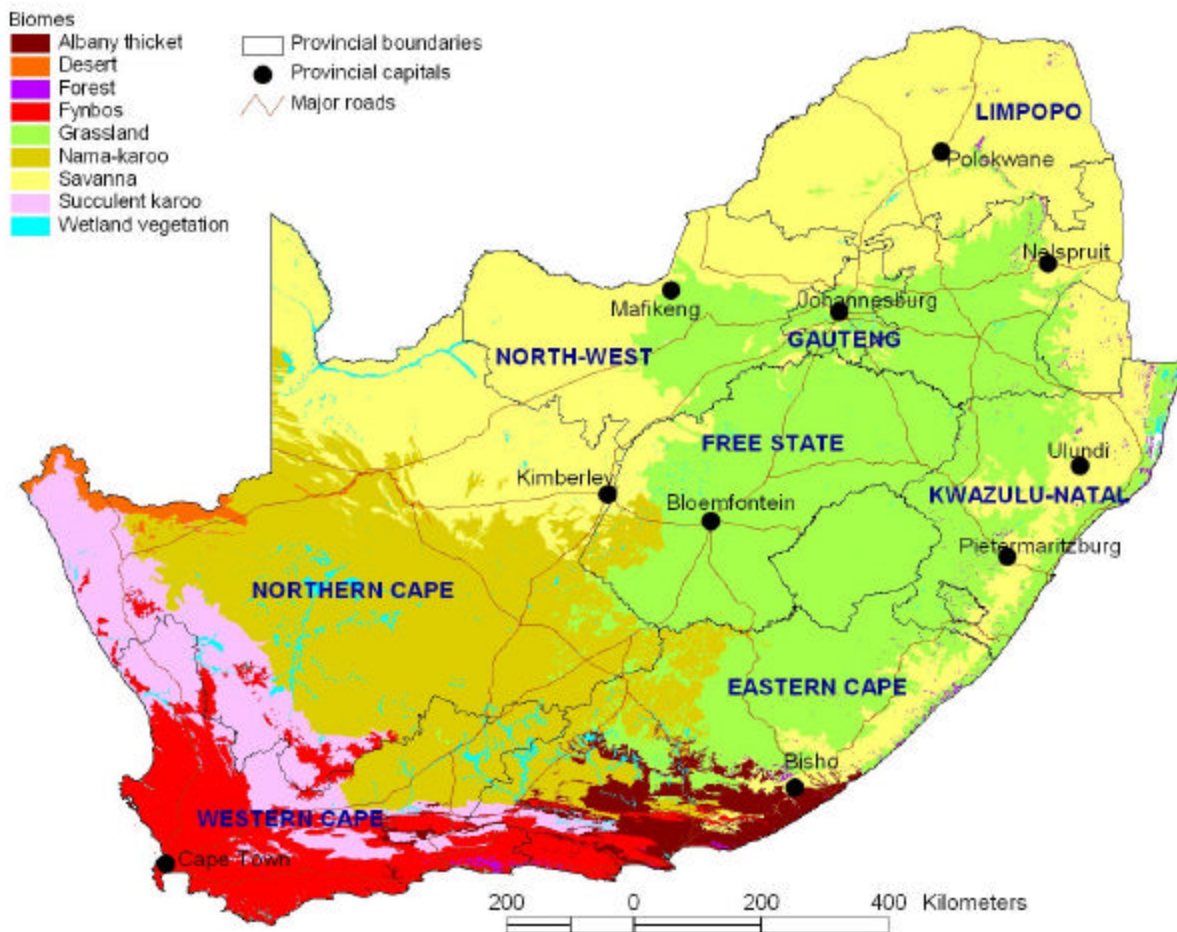 Biomes
Albany thicket
Desert
Forest
Fynbos
Grassland
Nama-karoo
Savanna
Succulent karoo
Wetland vegetation
Provincial boundaries
Provincial capitals
Major roads
LIMPOPO
Polokwane
Nelspruit
Mafikeng
Johannesburg
GAUTENG
NORTH-WEST
FREE STATE
Ulundi
Kimberley
KWAZULU-NATAL
Bloemfontein
Pietermaritzburg
NORTHERN CAPE
EASTERN CAPE
Bisho
WESTERN CAPE
Cape Town
200 0 200 400 Kilometers